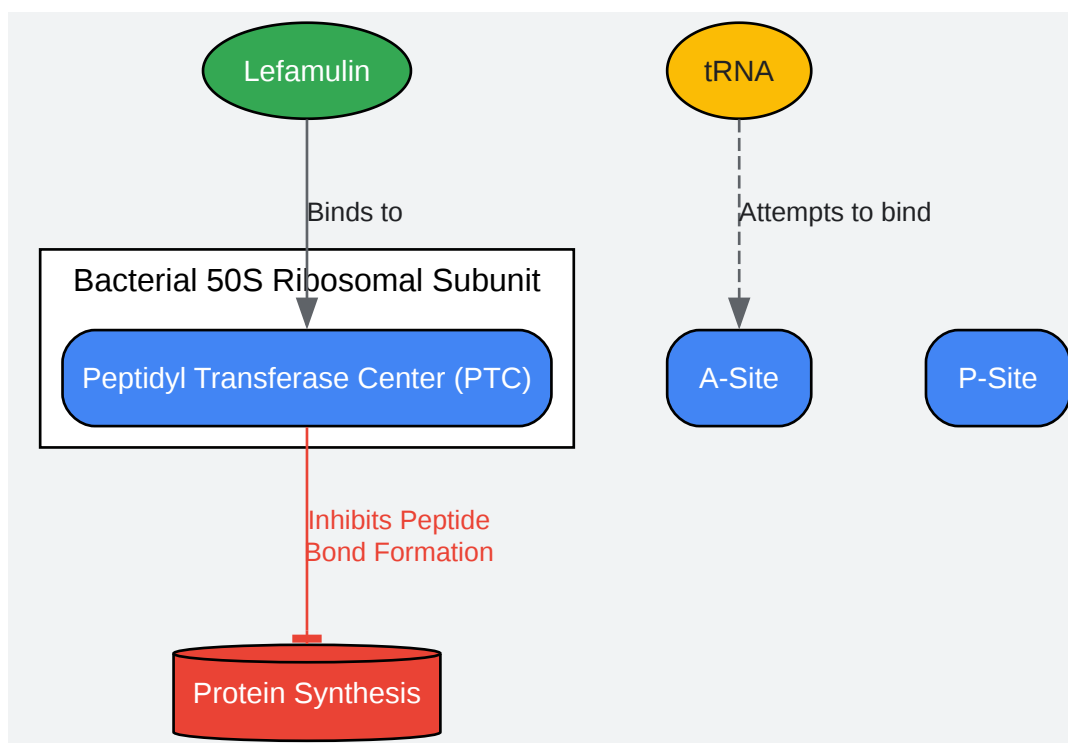 Lefamulin
tRNA
Binds to
Attempts to bind
Bacterial 50S Ribosomal Subunit
Peptidyl Transferase Center (PTC)
A-Site
P-Site
Inhibits Peptide
Bond Formation
Protein Synthesis